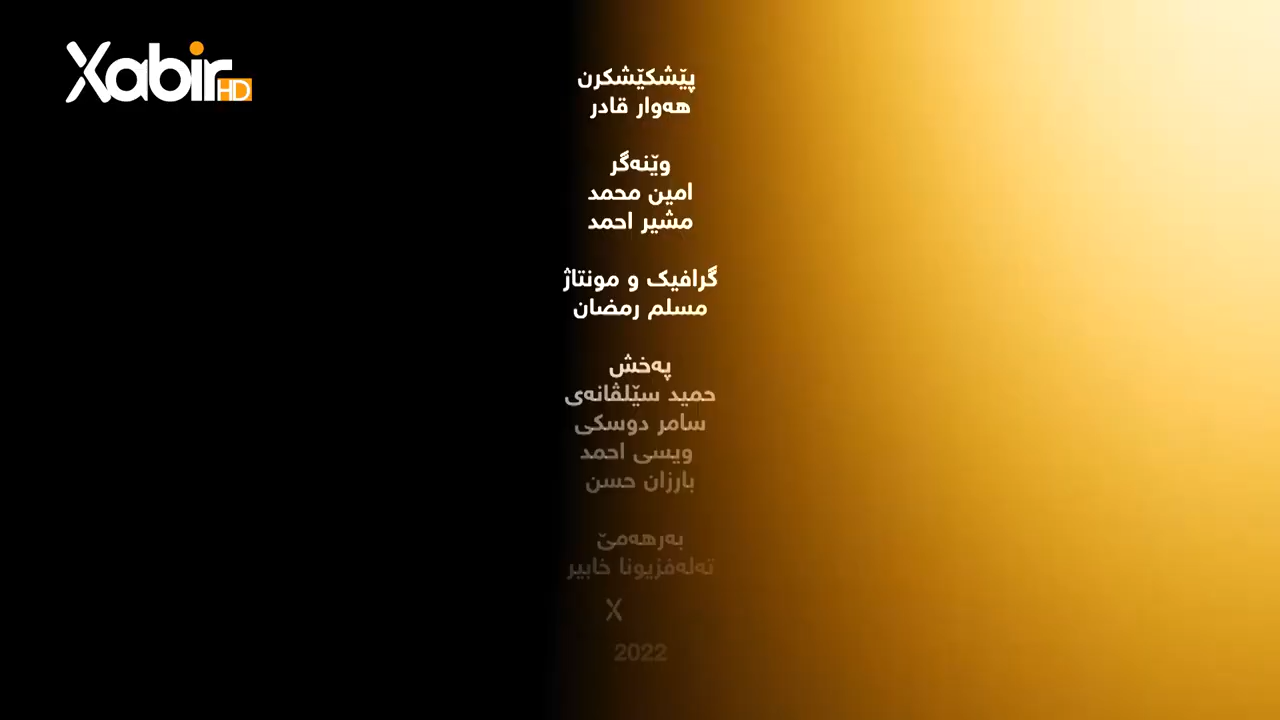 Xabir HD
پێشکێشکرن
هەوار قادر
وێنەگر
امین محمد
مشیر احمد
گرافیک و مونتاژ
مسلم رمضان
پەخش
حمید سێلڤانەی
سامر دوسکی
ویسی احمد
بارزان حسن
بەرهەمێ
تەلەفزیونا خابیر
X
2022